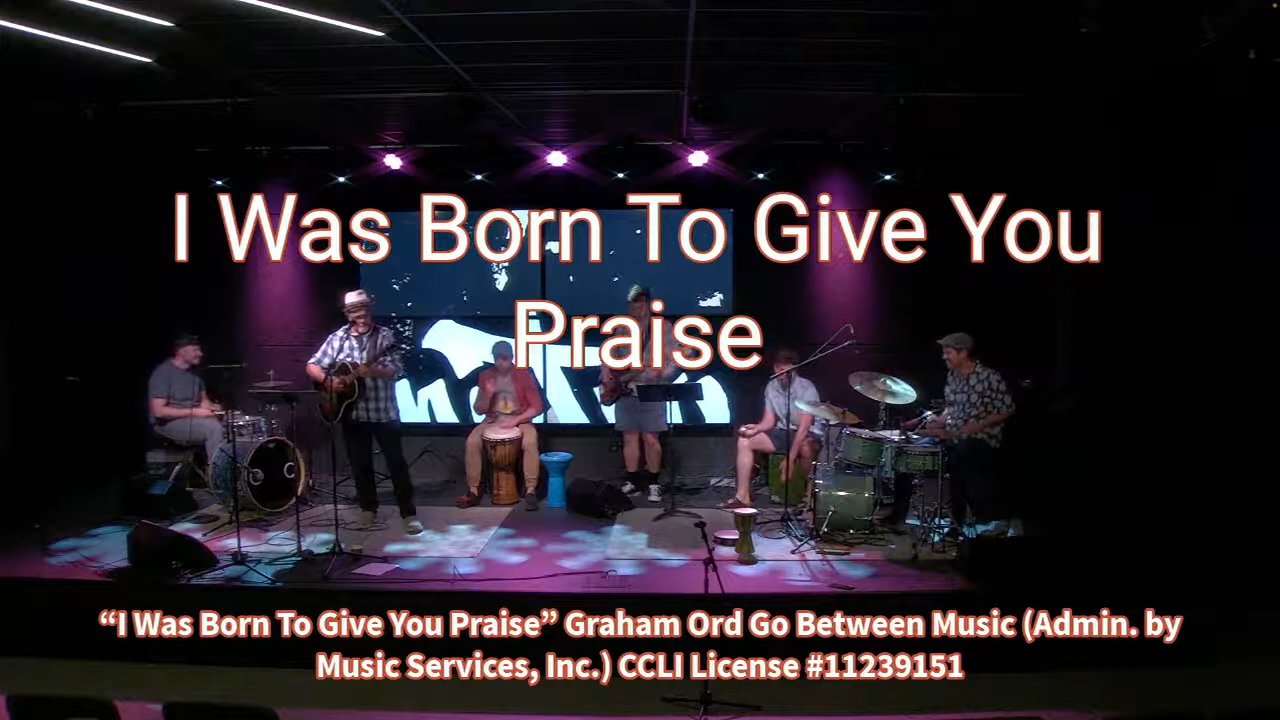 I Was Born To Give You
Praise
“I Was Born To Give You Praise” Graham Ord Go Between Music (Admin. by
Music Services, Inc.) CCLI License #11239151